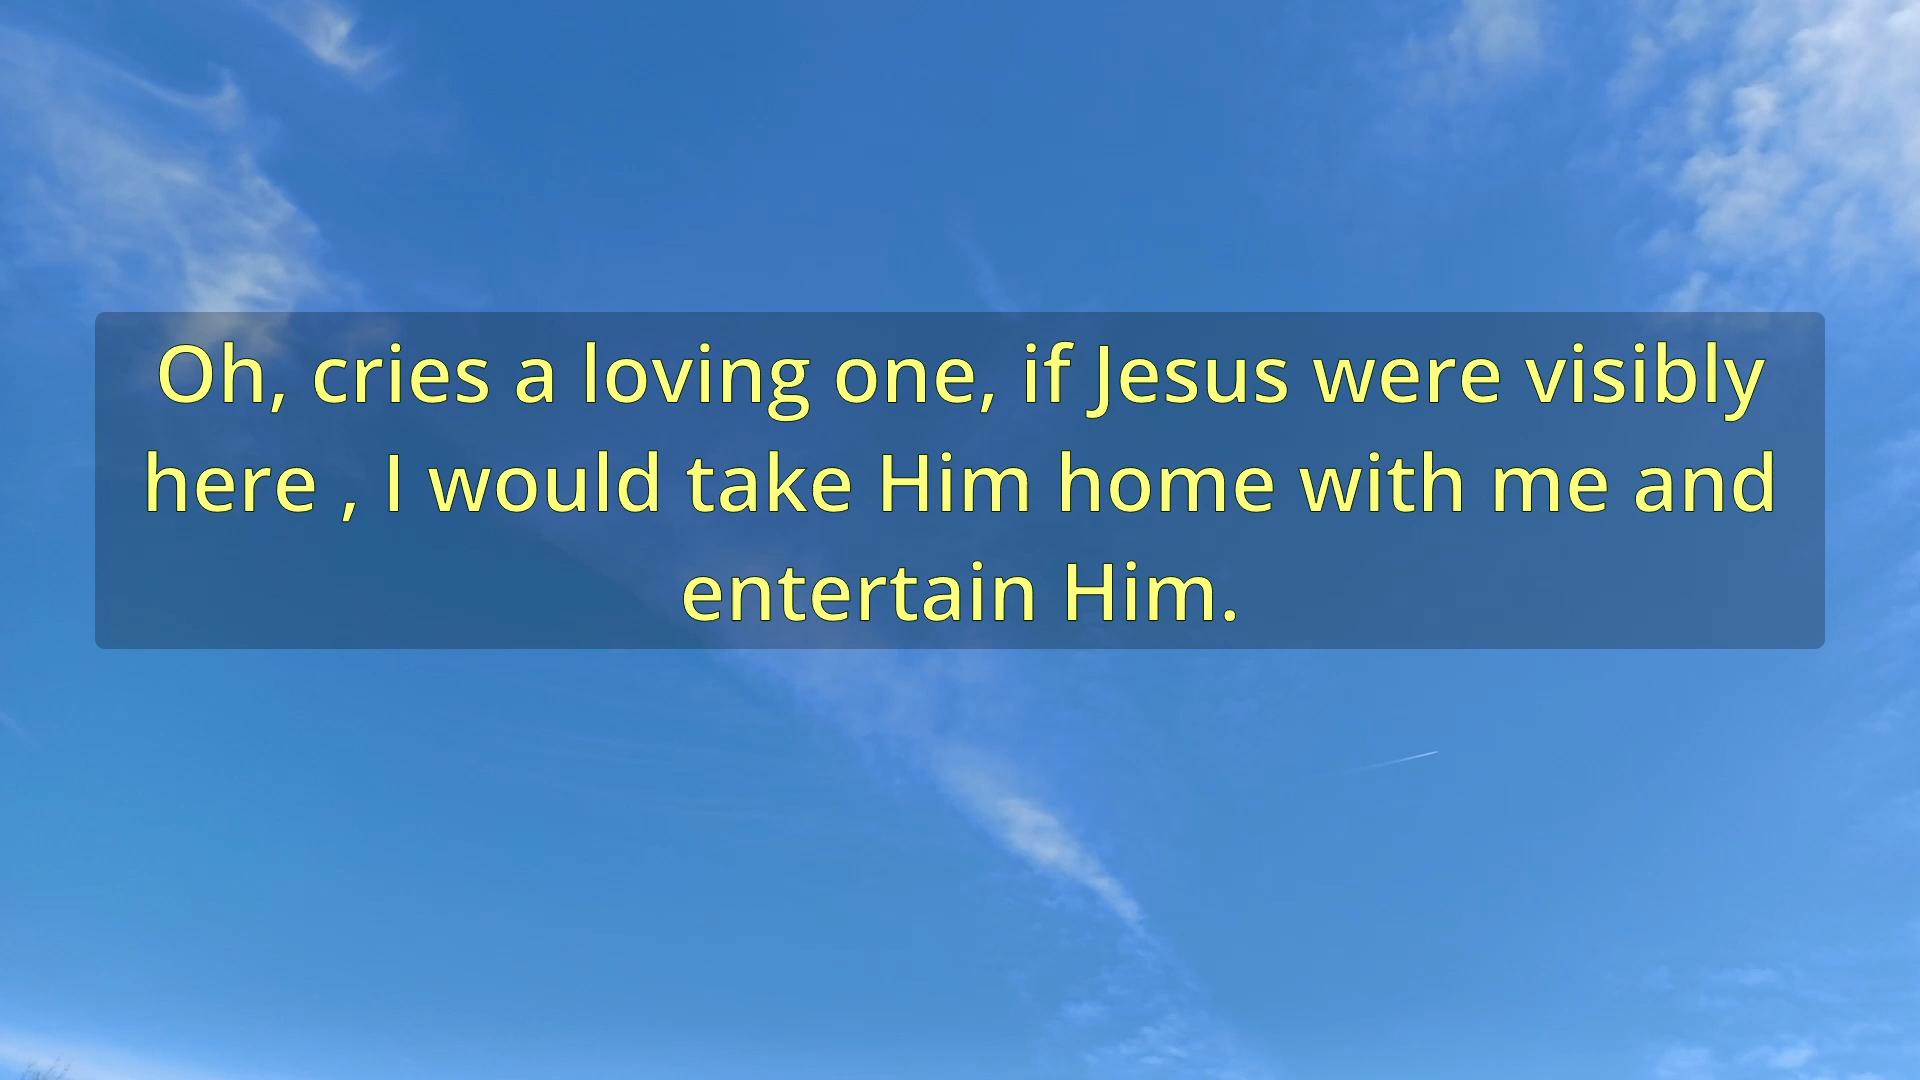 Oh, cries a loving one, if Jesus were visibly
here , I would take Him home with me and
entertain Him.